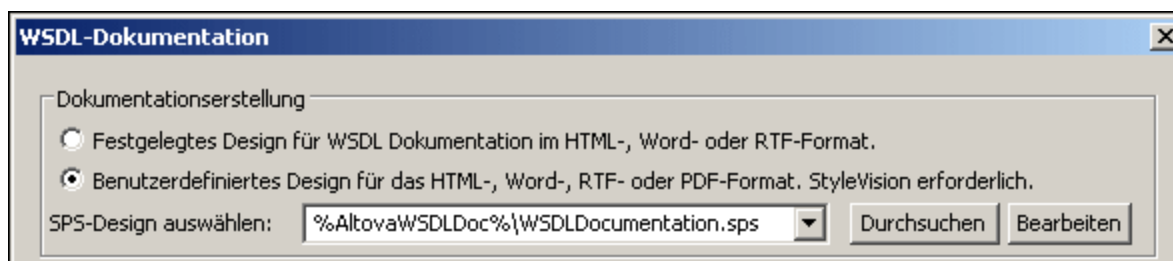 WSDL-Dokumentation
Dokumentationserstellung
Festgelegtes Design für WSDL Dokumentation im HTML-, Word- oder RTF-Format.
Benutzerdefiniertes Design für das HTML-, Word-, RTF- oder PDF-Format. StyleVision erforderlich.
SPS-Design auswählen: %AltovaWSDLDoc%\WSDLDocumentation.sps Durchsuchen Bearbeiten